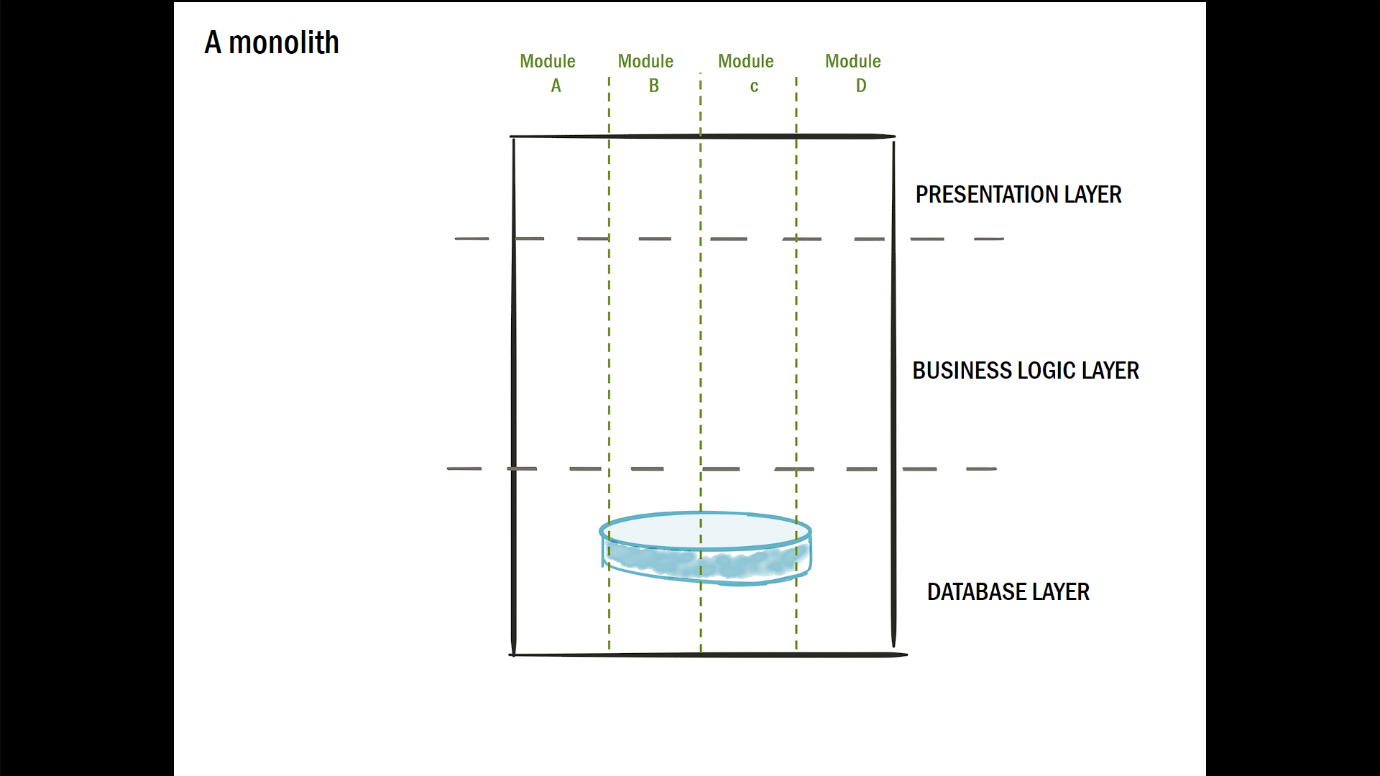 A monolith
Module
A
Module
B
Module
c
Module
D
PRESENTATION LAYER
BUSINESS LOGIC LAYER
DATABASE LAYER